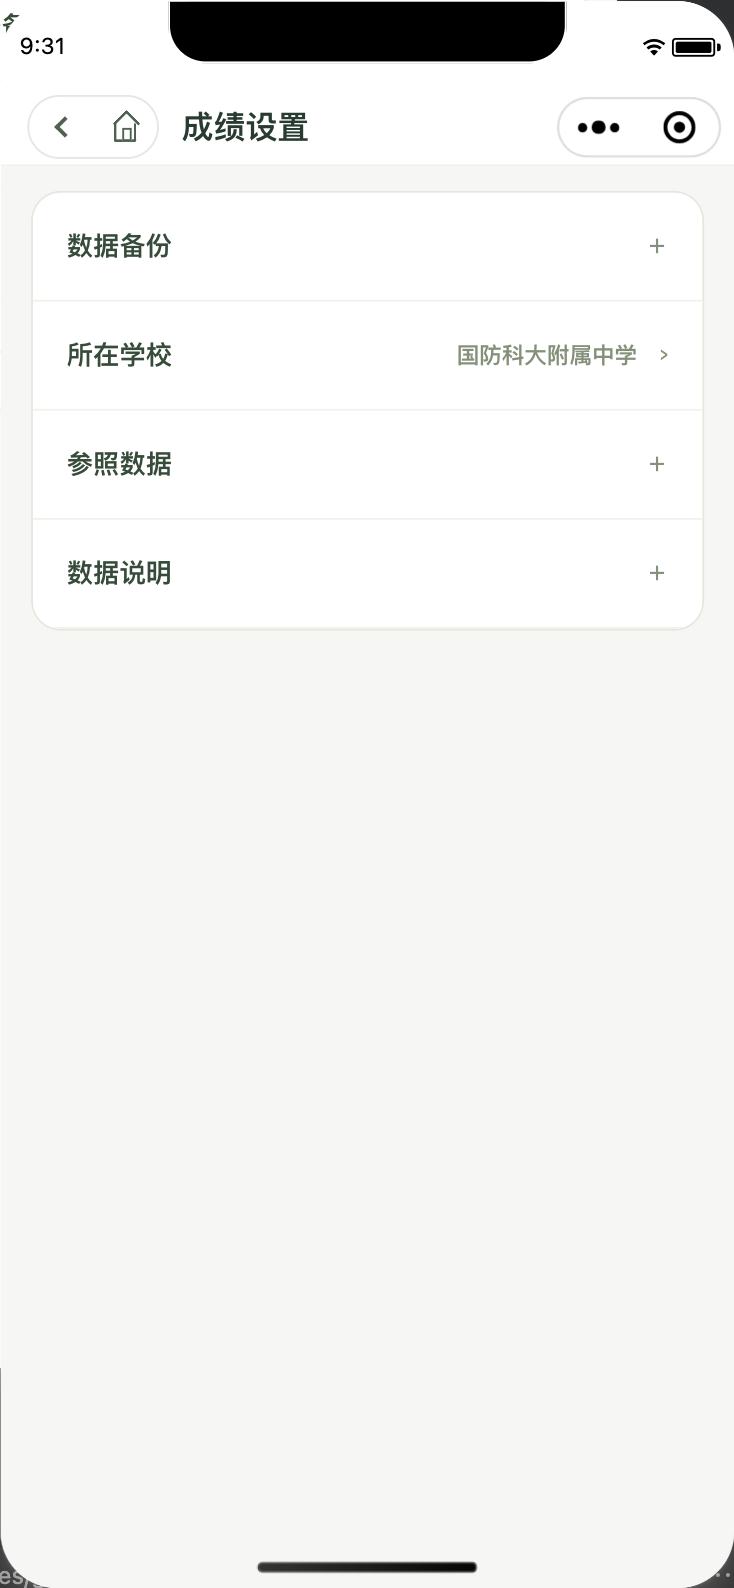 9:31
成绩设置
数据备份 +
所在学校 国防科大附属中学 >
参照数据 +
数据说明 +